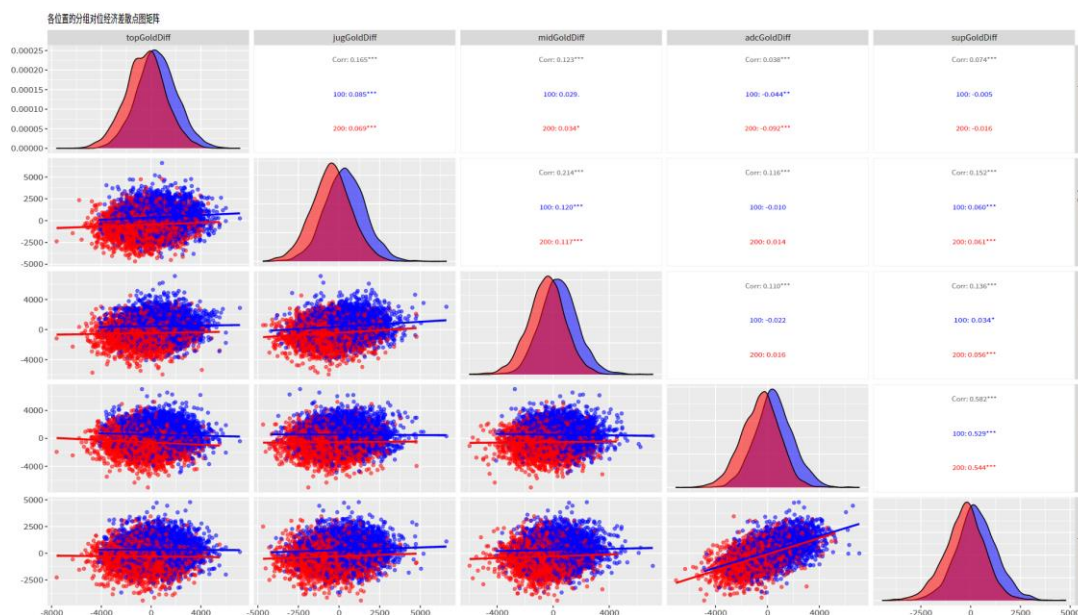 各位置的分组对位经济差散点图矩阵
topGoldDiff jugGoldDiff midGoldDiff adcGoldDiff supGoldDiff
0.00025
0.00020
0.00015
0.00010
0.00005
0.00000
Corr: 0.165*** Corr: 0.123*** Corr: 0.038*** Corr: 0.074***
100: 0.085*** 100: 0.029. 100: -0.044** 100: -0.005
200: 0.069*** 200: 0.034* 200: -0.092*** 200: -0.016
5000
2500
0
-2500
-5000
Corr: 0.214*** Corr: 0.116*** Corr: 0.152***
100: 0.120*** 100: -0.010 100: 0.060***
200: 0.117*** 200: 0.014 200: 0.061***
4000
0
-4000
Corr: 0.110*** Corr: 0.136***
100: -0.022 100: 0.034*
200: 0.016 200: 0.056***
4000
0
-4000
Corr: 0.582***
100: 0.529***
200: 0.544***
5000
2500
0
-2500
-8000 -4000 0 4000 -5000 -2500 0 2500 5000 -4000 0 4000 -4000 0 4000 -2500 0 2500 5000